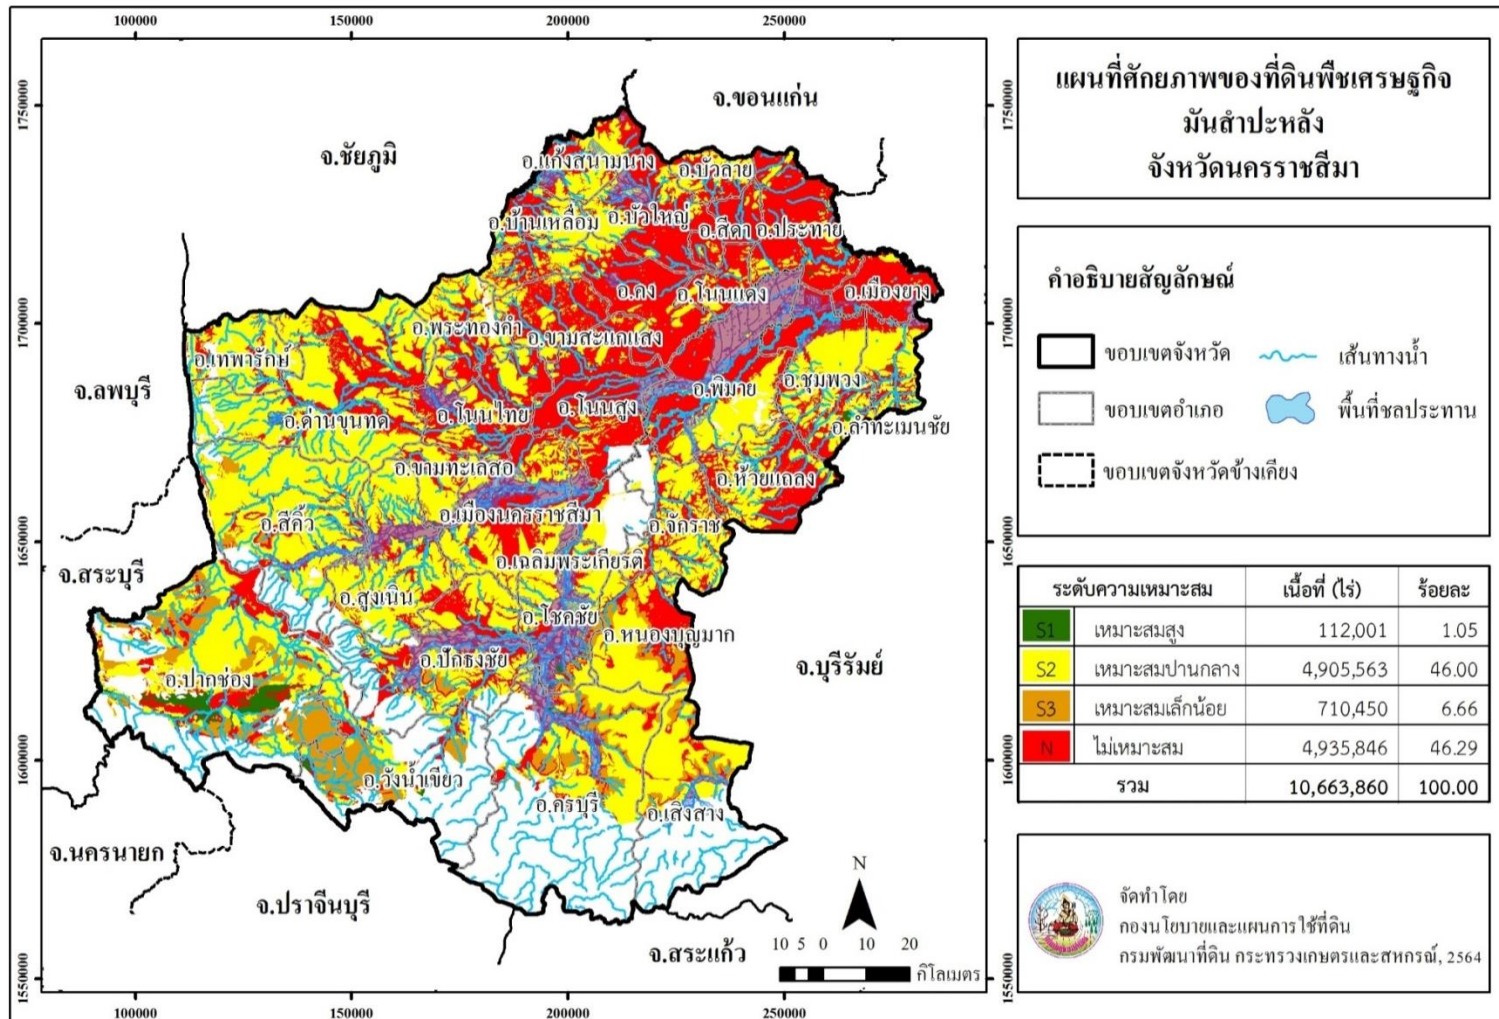 100000 150000 200000 250000
แผนที่ศักยภาพของที่ดินพืชเศรษฐกิจ
มันสำปะหลัง
จังหวัดนครราชสีมา
1750000
1750000
จ.ขอนแก่น
จ.ชัยภูมิ
อ.แก้งสนามนาง
อ.บัวลาย
อ.บ้านเหลื่อม
อ.บัวใหญ่
อ.สีดา
อ.ประทาย
อ.คง
อ.โนนแดง
อ.เมืองยาง
1700000
1700000
อ.พระทองคำ
อ.ขามสะแกแสง
อ.เทพารักษ์
จ.ลพบุรี
อ.พิมาย
อ.ชุมพวง
อ.ด่านขุนทด
อ.โนนไทย
อ.โนนสูง
อ.ลำทะเมนชัย
อ.ขามทะเลสอ
อ.ห้วยแถลง
อ.สีคิ้ว
อ.เมืองนครราชสีมา
อ.จักราช
1650000
1650000
จ.สระบุรี
อ.เฉลิมพระเกียรติ
อ.สูงเนิน
อ.โชคชัย
อ.หนองบุญมาก
อ.ปักธงชัย
จ.บุรีรัมย์
อ.ปากช่อง
1600000
1600000
อ.วังน้ำเขียว
อ.ครบุรี
อ.เสิงสาง
จ.นครนายก
จ.ปราจีนบุรี
จ.สระแก้ว
N
10 5 0 10 20
กิโลเมตร
1550000
1550000
100000 150000 200000 250000
คำอธิบายสัญลักษณ์
ขอบเขตจังหวัด
เส้นทางน้ำ
ขอบเขตอำเภอ
พื้นที่ชลประทาน
ขอบเขตจังหวัดข้างเคียง
ระดับความเหมาะสม เนื้อที่ (ไร่) ร้อยละ
S1 เหมาะสมสูง 112,001 1.05
S2 เหมาะสมปานกลาง 4,905,563 46.00
S3 เหมาะสมเล็กน้อย 710,450 6.66
N ไม่เหมาะสม 4,935,846 46.29
รวม 10,663,860 100.00
จัดทำโดย
กองนโยบายและแผนการใช้ที่ดิน
กรมพัฒนาที่ดิน กระทรวงเกษตรและสหกรณ์, 2564